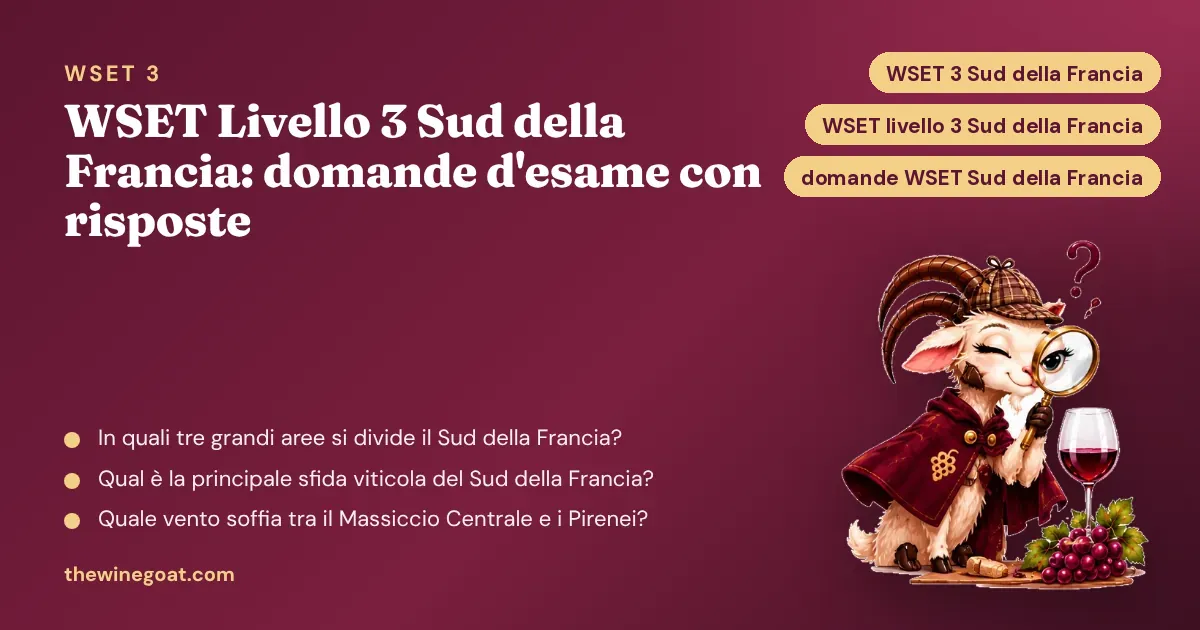 WSET 3
WSET Livello 3 Sud della
Francia: domande d'esame con
risposte
WSET 3 Sud della Francia
WSET livello 3 Sud della Francia
domande WSET Sud della Francia
?
In quali tre grandi aree si divide il Sud della Francia?
Qual è la principale sfida viticola del Sud della Francia?
Quale vento soffia tra il Massiccio Centrale e i Pirenei?
thewinegoat.com